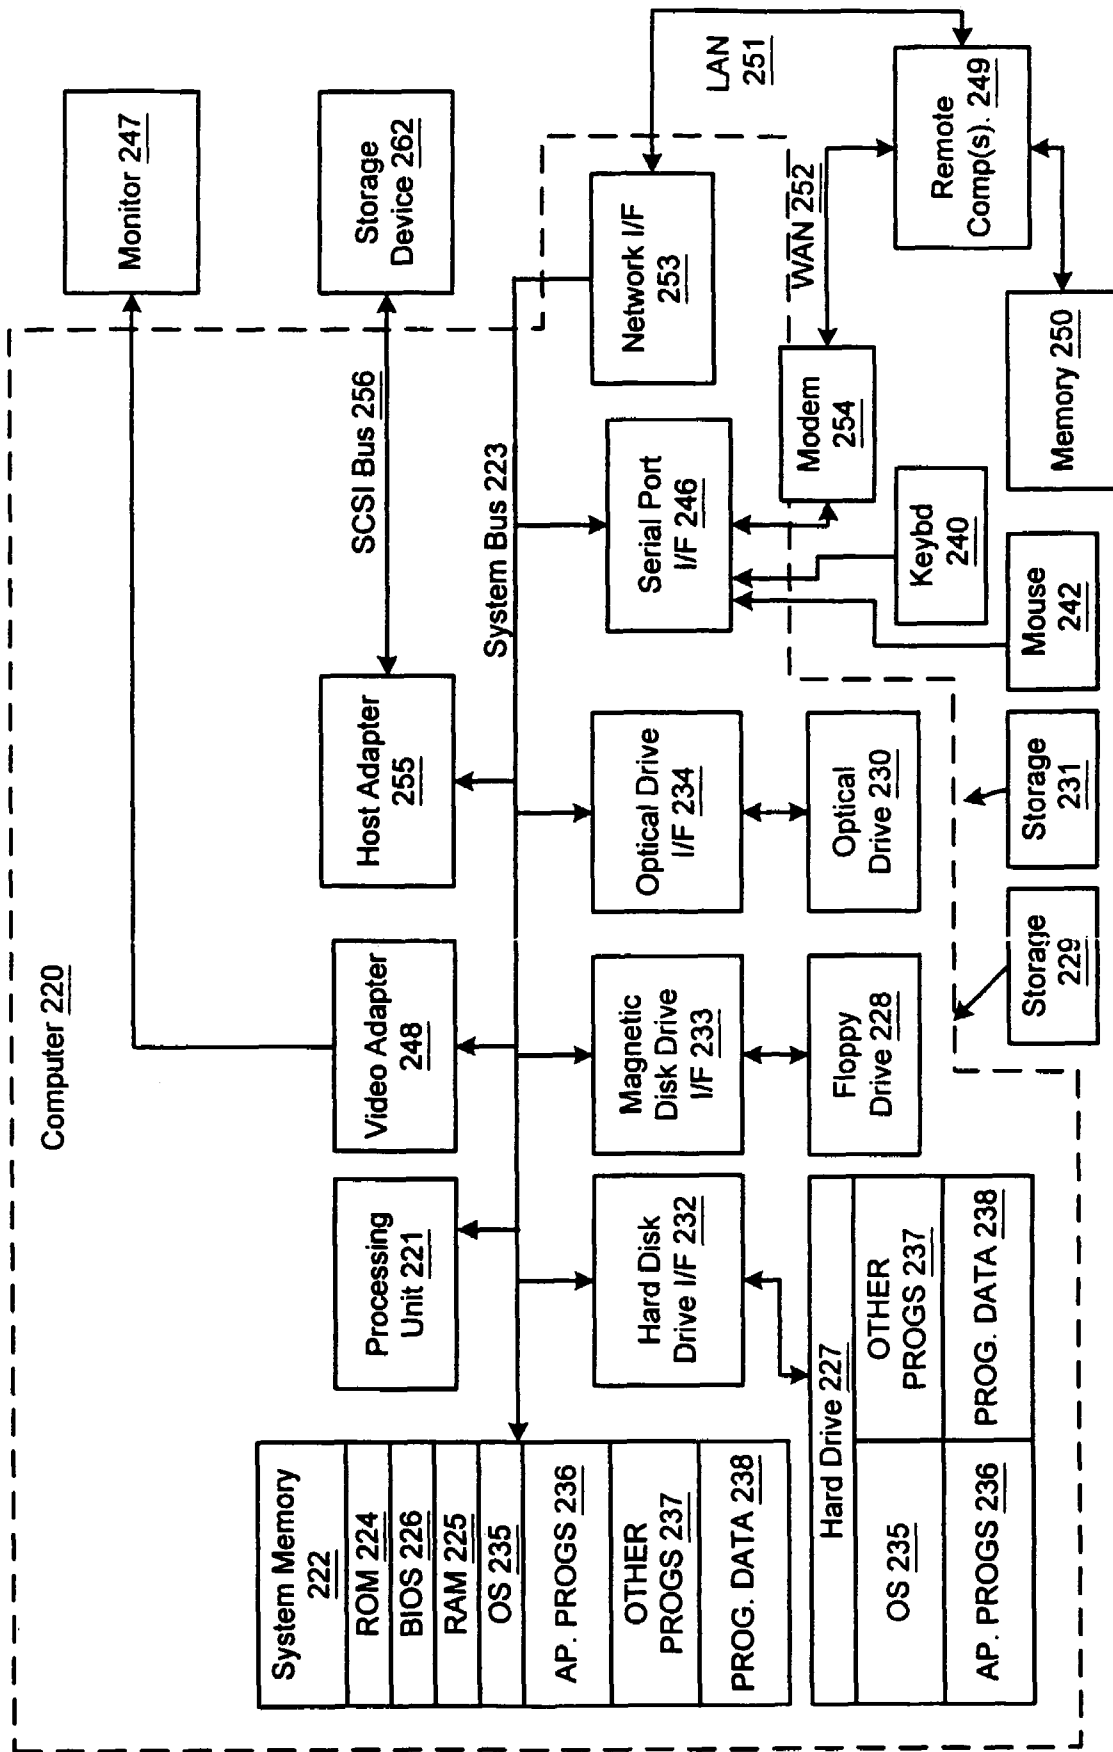 Computer 220
Monitor 247
Storage
Device 262
System Memory
222
ROM 224
BIOS 226
RAM 225
OS 235
AP. PROGS 236
OTHER
PROGS 237
PROG. DATA 238
Processing
Unit 221
Video Adapter
248
Host Adapter
255
SCSI Bus 256
System Bus 223
Hard Disk
Drive I/F 232
Magnetic
Disk Drive
I/F 233
Optical Drive
I/F 234
Serial Port
I/F 246
Network I/F
253
LAN
251
Hard Drive 227
OS 235
OTHER
PROGS 237
AP. PROGS 236
PROG. DATA 238
Floppy
Drive 228
Optical
Drive 230
Modem
254
WAN 252
Remote
Comp(s). 249
Keybd
240
Storage
229
Storage
231
Mouse
242
Memory 250